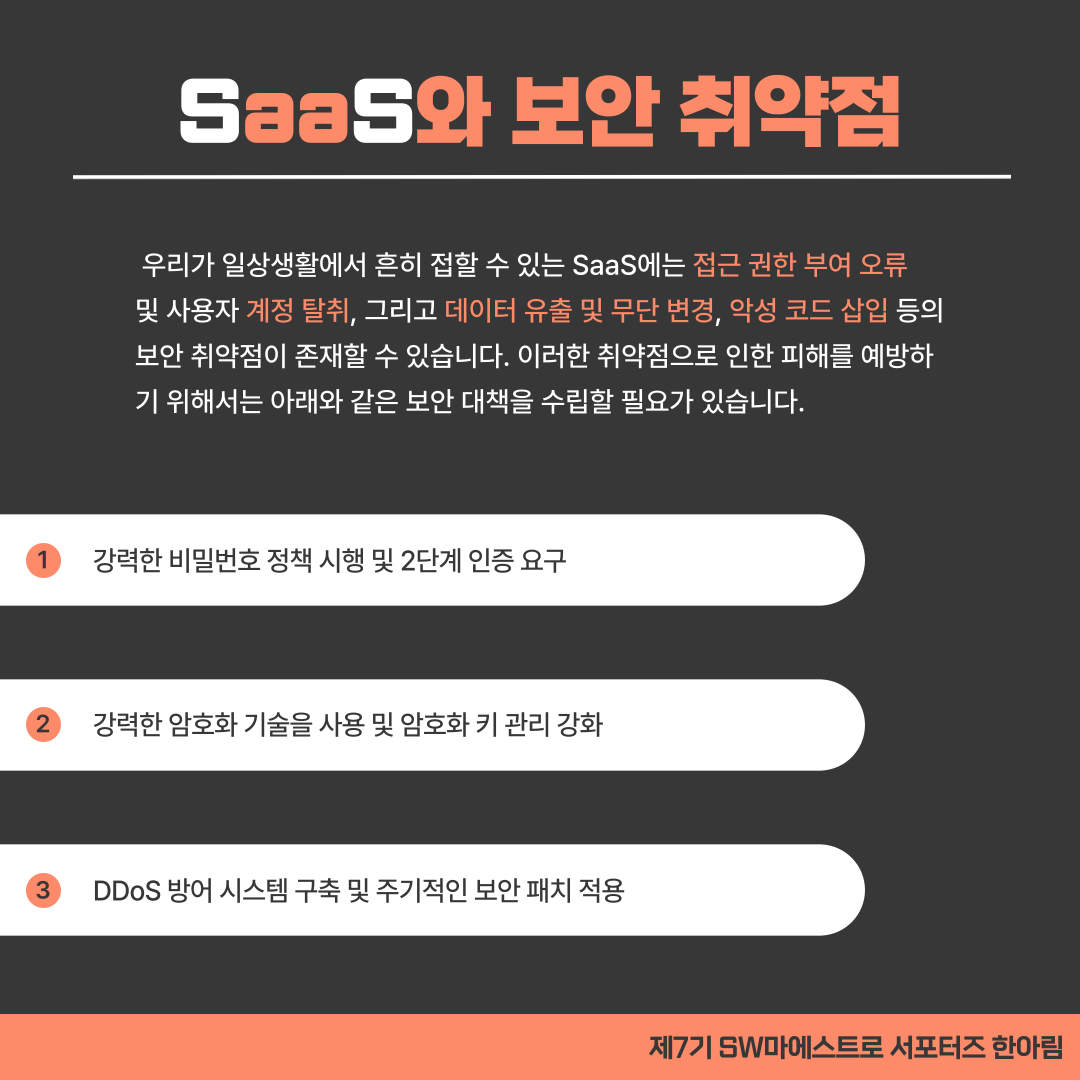 SaaS와 보안 취약점
우리가 일상생활에서 흔히 접할 수 있는 SaaS에는 접근 권한 부여 오류
및 사용자 계정 탈취, 그리고 데이터 유출 및 무단 변경, 악성 코드 삽입 등의
보안 취약점이 존재할 수 있습니다. 이러한 취약점으로 인한 피해를 예방하
기 위해서는 아래와 같은 보안 대책을 수립할 필요가 있습니다.
1 강력한 비밀번호 정책 시행 및 2단계 인증 요구
2 강력한 암호화 기술을 사용 및 암호화 키 관리 강화
3 DDoS 방어 시스템 구축 및 주기적인 보안 패치 적용
제7기 SW마에스트로 서포터즈 한아림